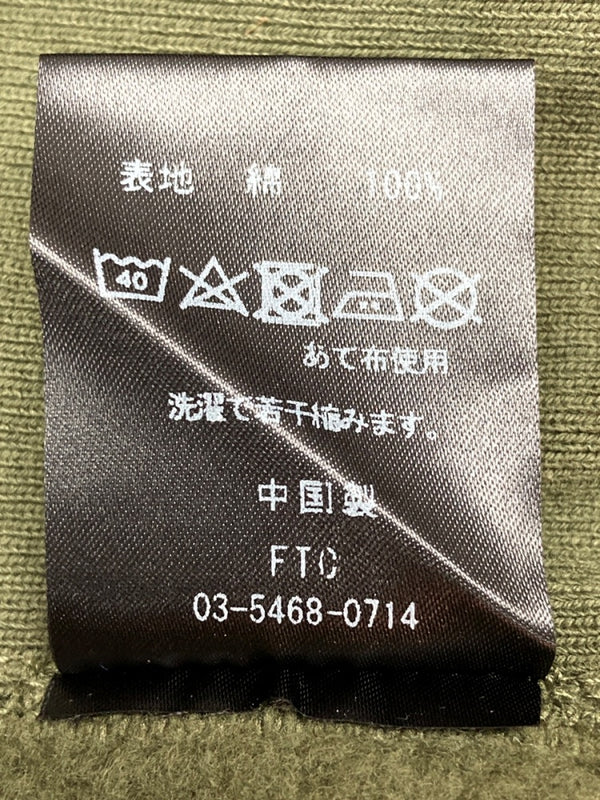 表地 綿 100%
40
あて布使用
洗濯で若干縮みます。
中国製
FTC
03-5468-0714